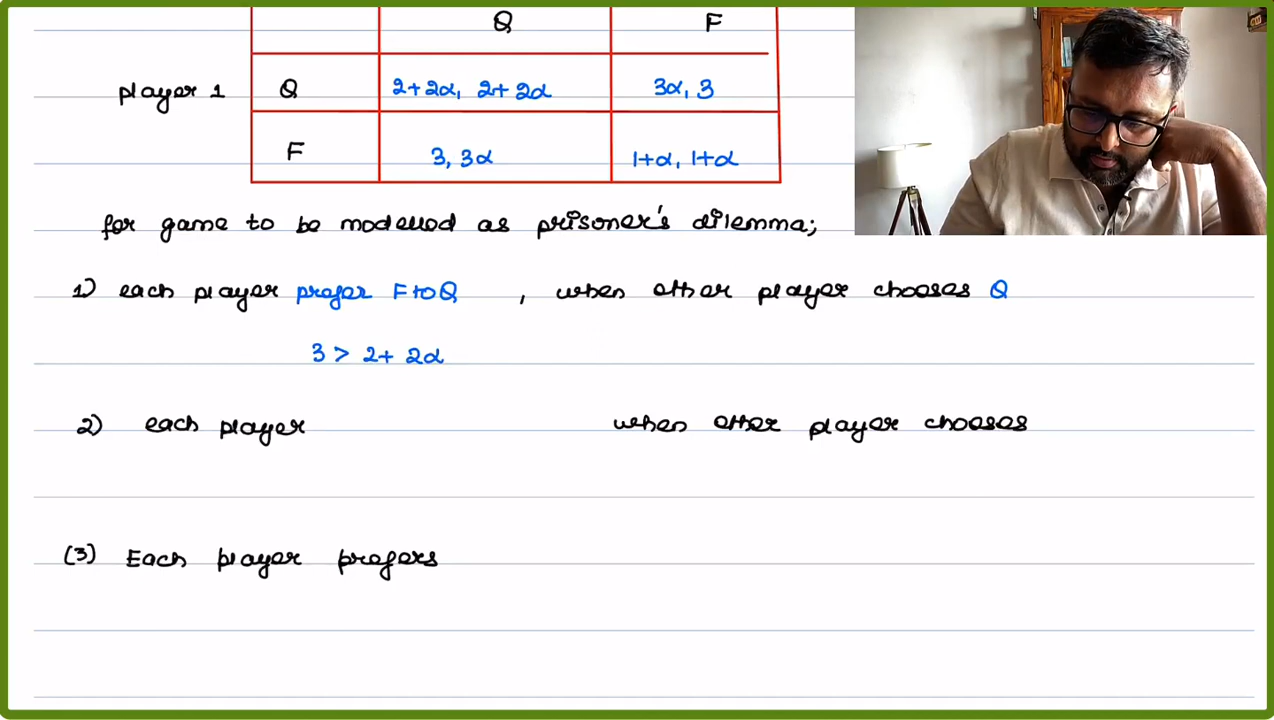 Q F
player 1 Q 2+2α, 2+2α 3α, 3
F 3, 3α 1+α, 1+α
for game to be modelled as prisoner's dilemma;
1) each player prefer F to Q , when other player chooses Q
3 > 2+ 2α
2) each player when other player chooses
(3) Each player prefers